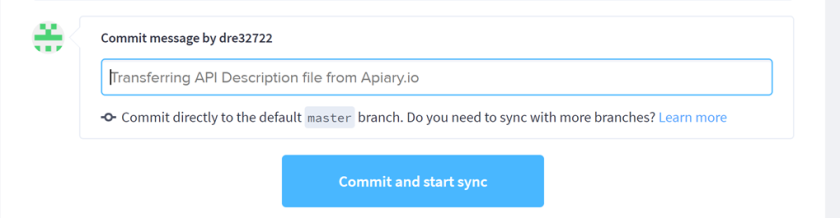 Commit message by dre32722
Transferring API Description file from Apiary.io
Commit directly to the default master branch. Do you need to sync with more branches? Learn more
Commit and start sync